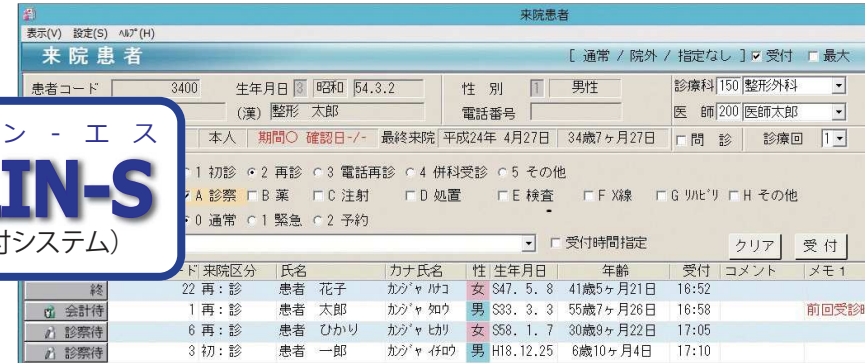 来院患者
表示(V) 設定(S) ﾍﾙﾌﾟ(H)
来院患者 [ 通常 / 院外 / 指定なし ] 受付 最大
患者コード 3400 生年月日 3 昭和 54.3.2 性 別 1 男性 診療科 150 整形外科
(漢) 整形 太郎 電話番号 医 師 200 医師太郎
本人 期間〇 確認日-/- 最終来院 平成24年 4月27日 34歳7ヶ月27日 問 診 診療回 1
ン - エ ス
1 初診 2 再診 3 電話再診 4 併科受診 5 その他
IN-S
A 診察 B 薬 C 注射 D 処置 E 検査 F X線 G ﾘﾊﾋﾞﾘ H その他
0 通常 1 緊急 2 予約
付システム)
受付時間指定 クリア 受 付
ド 来院区分 氏名 カナ氏名 性 生年月日 年齢 受付 コメント メモ1
終 22 再:診 患者 花子 ｶﾝｼﾞｬ ﾊﾅｺ 女 S47. 5. 8 41歳5ヶ月21日 16:52
会計待 1 再:診 患者 太郎 ｶﾝｼﾞｬ ﾀﾛｳ 男 S33. 3. 3 55歳7ヶ月26日 16:58 前回受診時
診察待 6 再:診 患者 ひかり ｶﾝｼﾞｬ ﾋｶﾘ 女 S58. 1. 7 30歳9ヶ月22日 17:05
診察待 3 初:診 患者 一郎 ｶﾝｼﾞｬ ｲﾁﾛｳ 男 H18.12.25 6歳10ヶ月4日 17:10